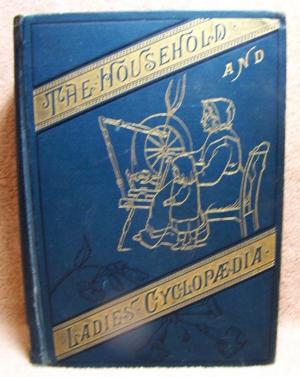 THE HOUSEHOLD
AND
LADIES' CYCLOPÆDIA